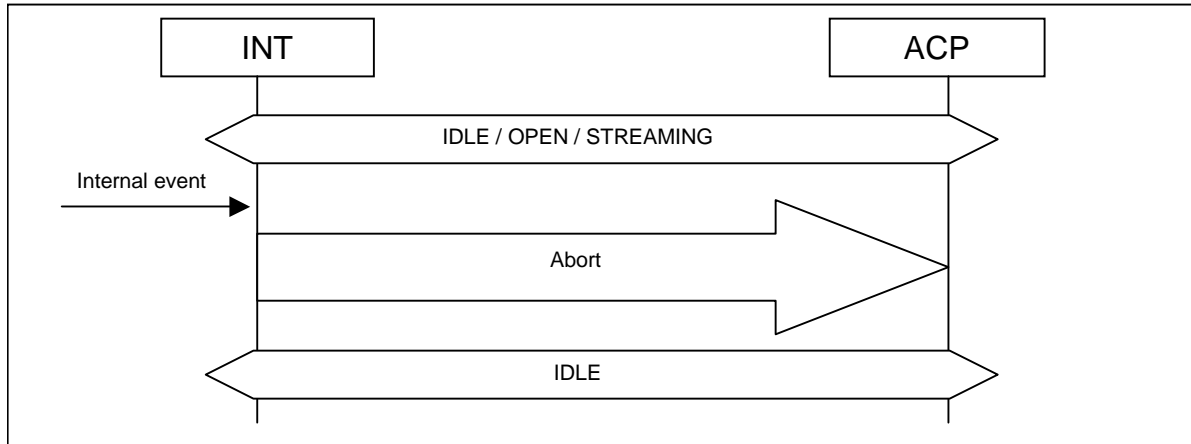 INT
ACP
IDLE / OPEN / STREAMING
Internal event
Abort
IDLE